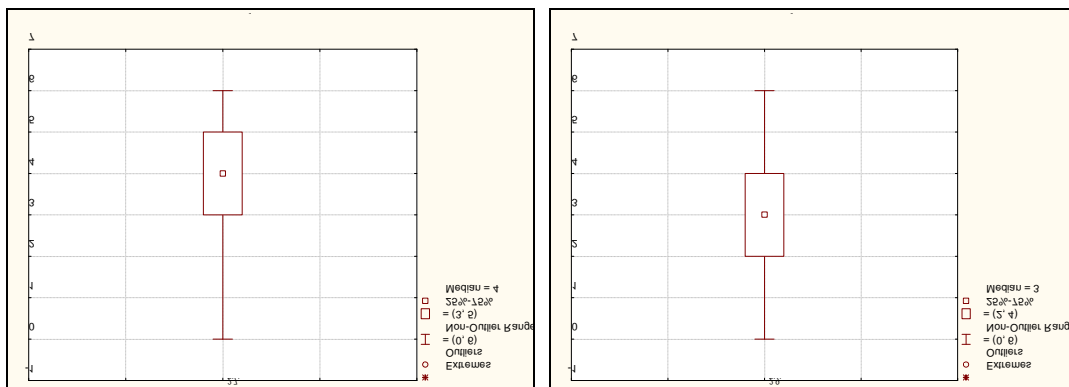 7
6
5
4
3
2
1
0
-1
Median = 4
25%-75%
= (3, 5)
Non-Outlier Range
= (0, 6)
Outliers
Extremes
7
6
5
4
3
2
1
0
-1
Median = 3
25%-75%
= (2, 4)
Non-Outlier Rang
= (0, 6)
Outliers
Extremes